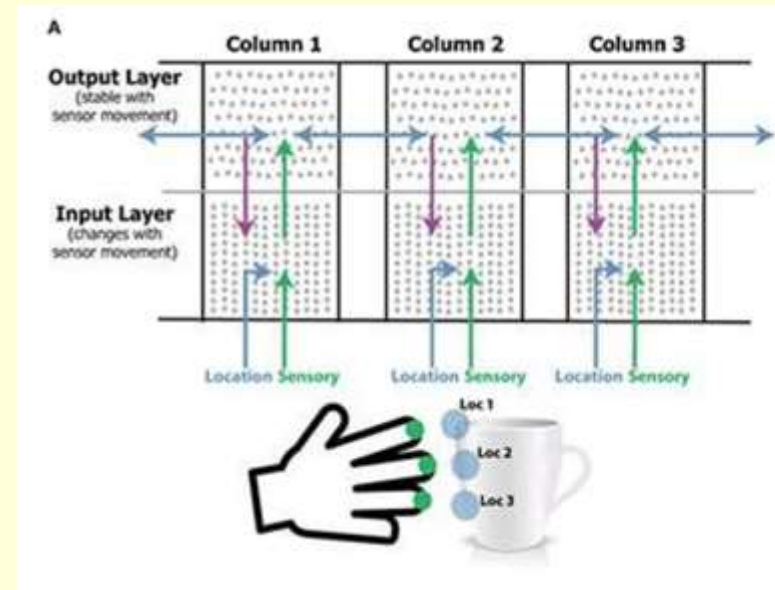 A
Column 1 Column 2 Column 3
Output Layer
(stable with
sensor movement)
Input Layer
(changes with
sensor movement)
Location Sensory Location Sensory Location Sensory
Loc 1
Loc 2
Loc 3